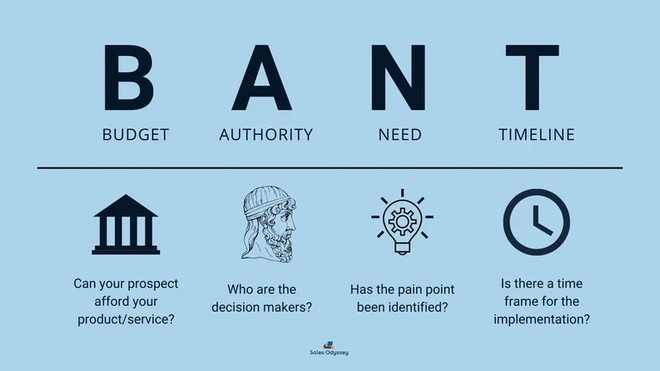 B A N T
BUDGET AUTHORITY NEED TIMELINE
Can your prospect
afford your
product/service?
Who are the
decision makers?
Has the pain point
been identified?
Is there a time
frame for the
implementation?
Sales Odyssey